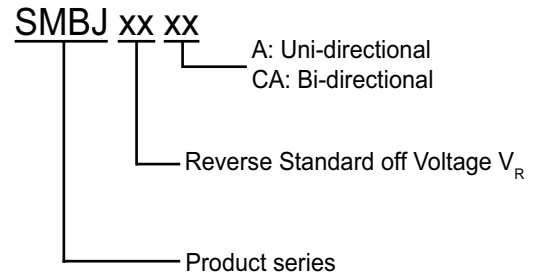 SMBJ xx xx
A: Uni-directional
CA: Bi-directional
Reverse Standard off Voltage VR
Product series